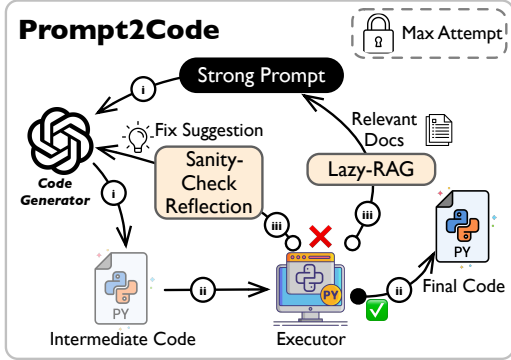 Prompt2Code
Max Attempt
Strong Prompt
i
Relevant
Docs
Fix Suggestion
Code
Generator
Sanity-
Check
Reflection
Lazy-RAG
i
iii
iii
PY
Final Code
PY
ii
PY
ii
Intermediate Code
Executor